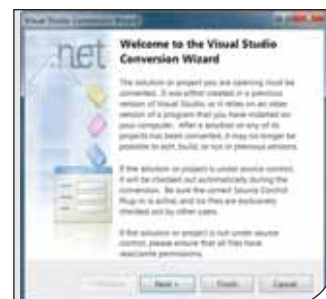 Visual Studio Conversion Wizard
.net
Welcome to the Visual Studio
Conversion Wizard
The solution or project you are opening must be
converted. It was either created in a previous
version of Visual Studio, or it relies on an older
version of a program that you have installed on
your computer. After a solution or any of its
projects has been converted, it may no longer be
possible to edit, build, or run in previous versions.
If the solution or project is under source control,
it will be checked out automatically during the
conversion. Be sure the correct Source Control
Plug-in is active, and no files are exclusively
checked out by other users.
If the solution or project is not under source
control, please ensure that all files have
read/write permissions.
Next >
Finish
Cancel